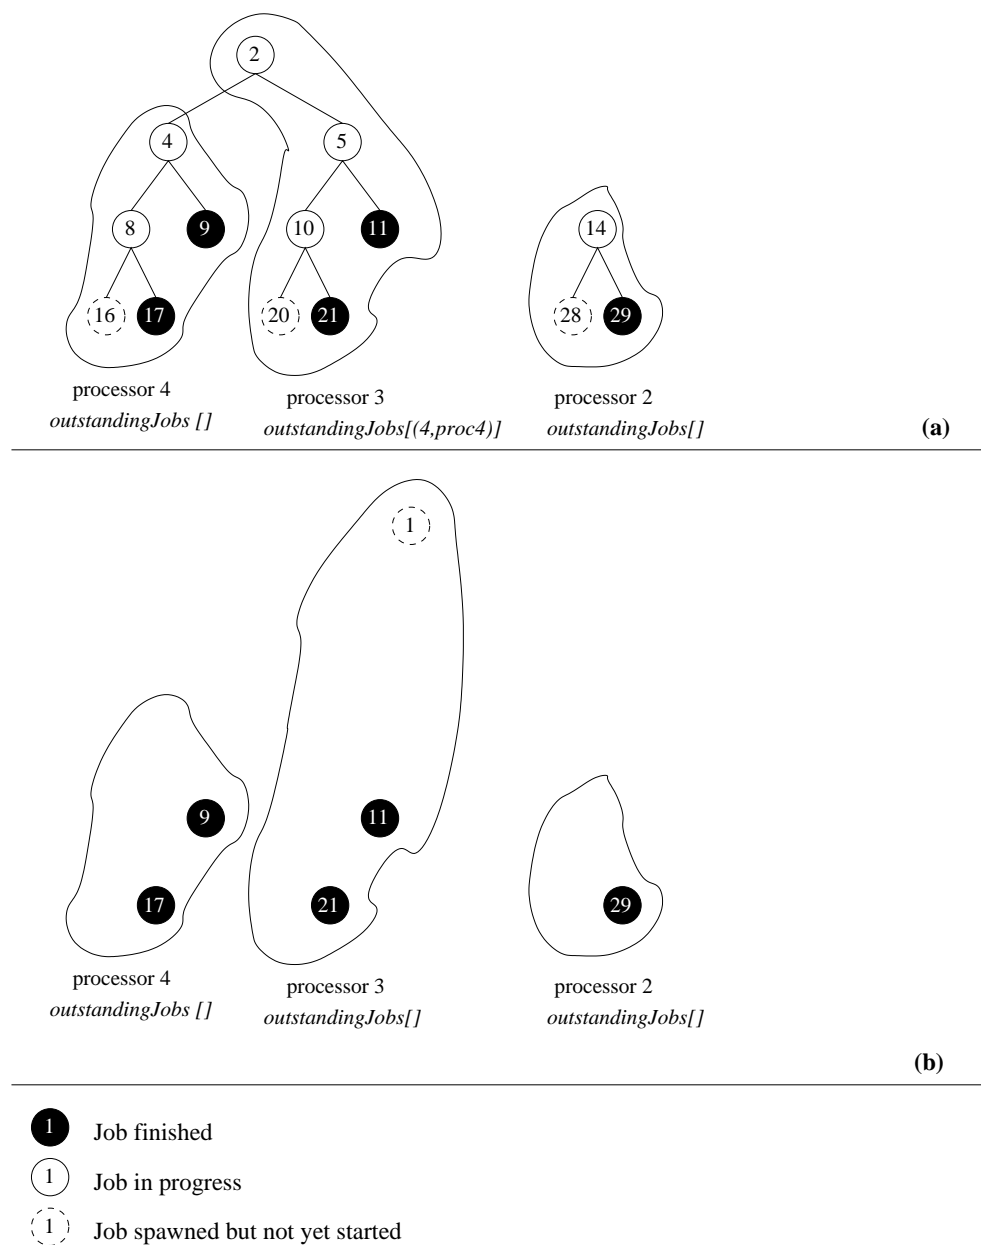 2
4 5
8 9 10 11 14
16 17 20 21 28 29
processor 4 processor 3 processor 2
outstandingJobs [] outstandingJobs[(4,proc4)] outstandingJobs[]
(a)
1
9 11
17 21 29
processor 4 processor 3 processor 2
outstandingJobs [] outstandingJobs[] outstandingJobs[]
(b)
1 Job finished
1 Job in progress
1 Job spawned but not yet started